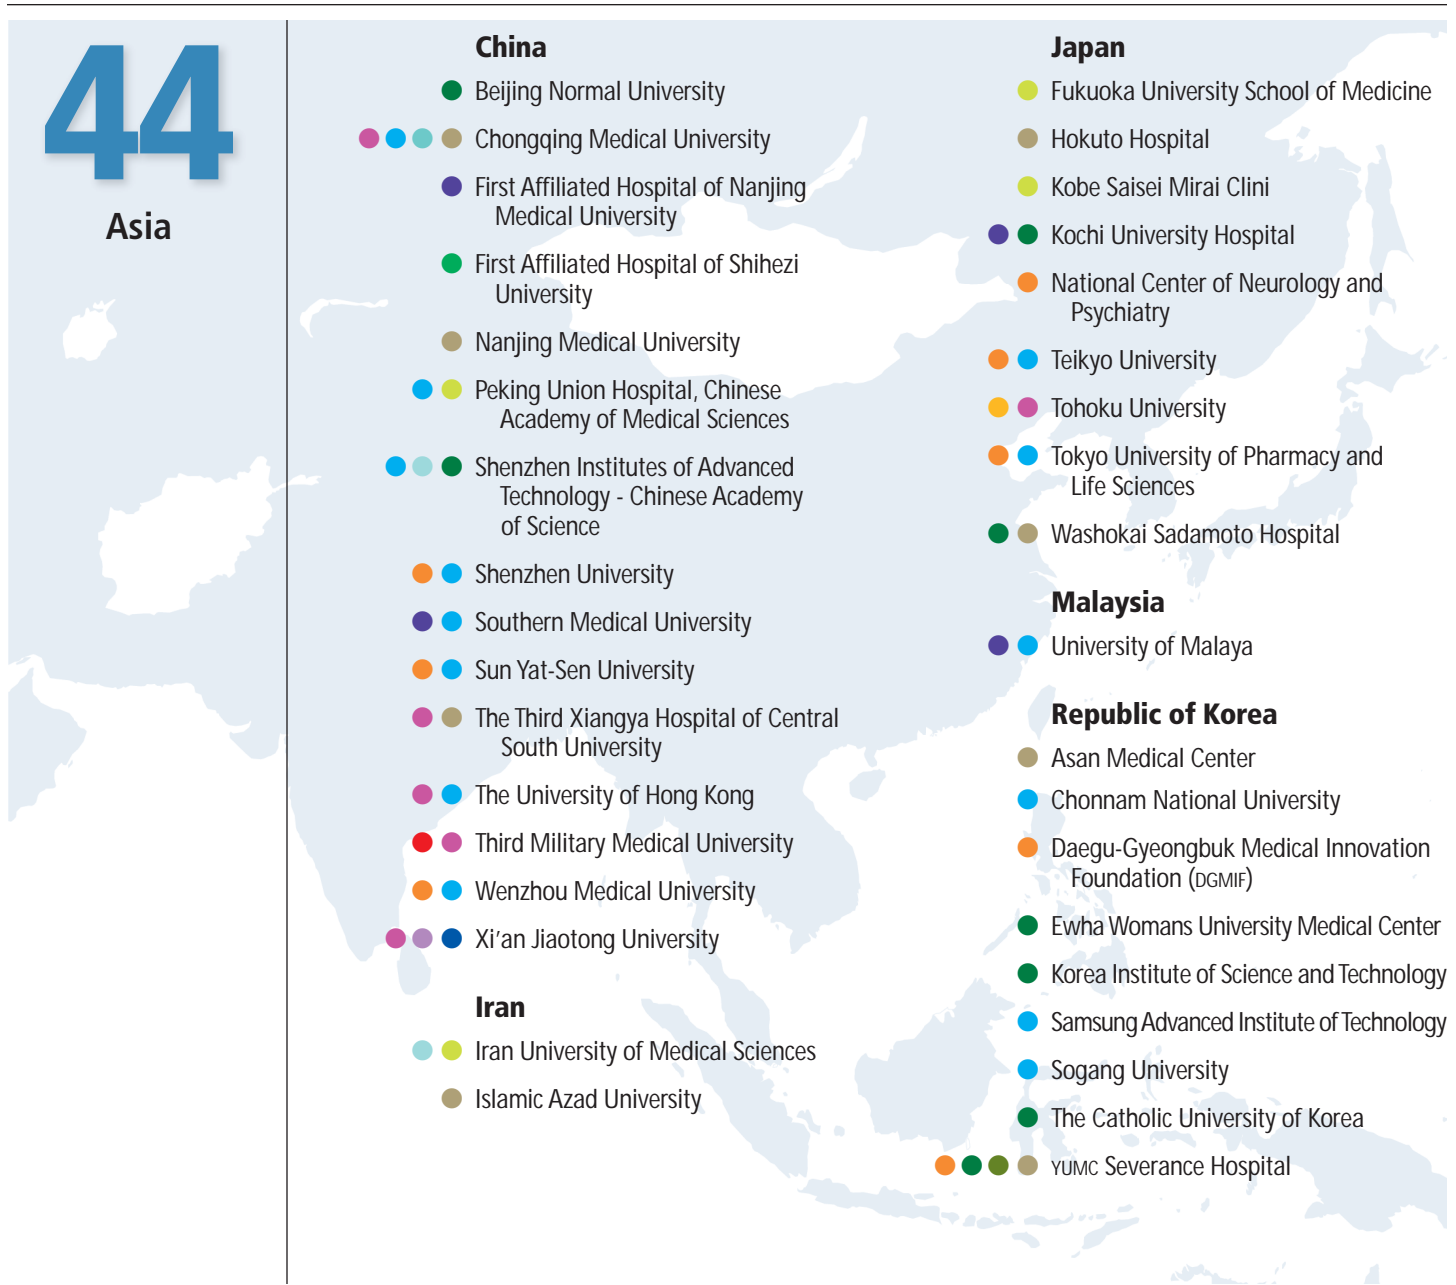 44
Asia
China
Beijing Normal University
Chongqing Medical University
First Affiliated Hospital of Nanjing
Medical University
First Affiliated Hospital of Shihezi
University
Nanjing Medical University
Peking Union Hospital, Chinese
Academy of Medical Sciences
Shenzhen Institutes of Advanced
Technology - Chinese Academy
of Science
Shenzhen University
Southern Medical University
Sun Yat-Sen University
The Third Xiangya Hospital of Central
South University
The University of Hong Kong
Third Military Medical University
Wenzhou Medical University
Xi’an Jiaotong University
Iran
Iran University of Medical Sciences
Islamic Azad University
Japan
Fukuoka University School of Medicine
Hokuto Hospital
Kobe Saisei Mirai Clini
Kochi University Hospital
National Center of Neurology and
Psychiatry
Teikyo University
Tohoku University
Tokyo University of Pharmacy and
Life Sciences
Washokai Sadamoto Hospital
Malaysia
University of Malaya
Republic of Korea
Asan Medical Center
Chonnam National University
Daegu-Gyeongbuk Medical Innovation
Foundation (DGMIF)
Ewha Womans University Medical Center
Korea Institute of Science and Technology
Samsung Advanced Institute of Technology
Sogang University
The Catholic University of Korea
YUMC Severance Hospital